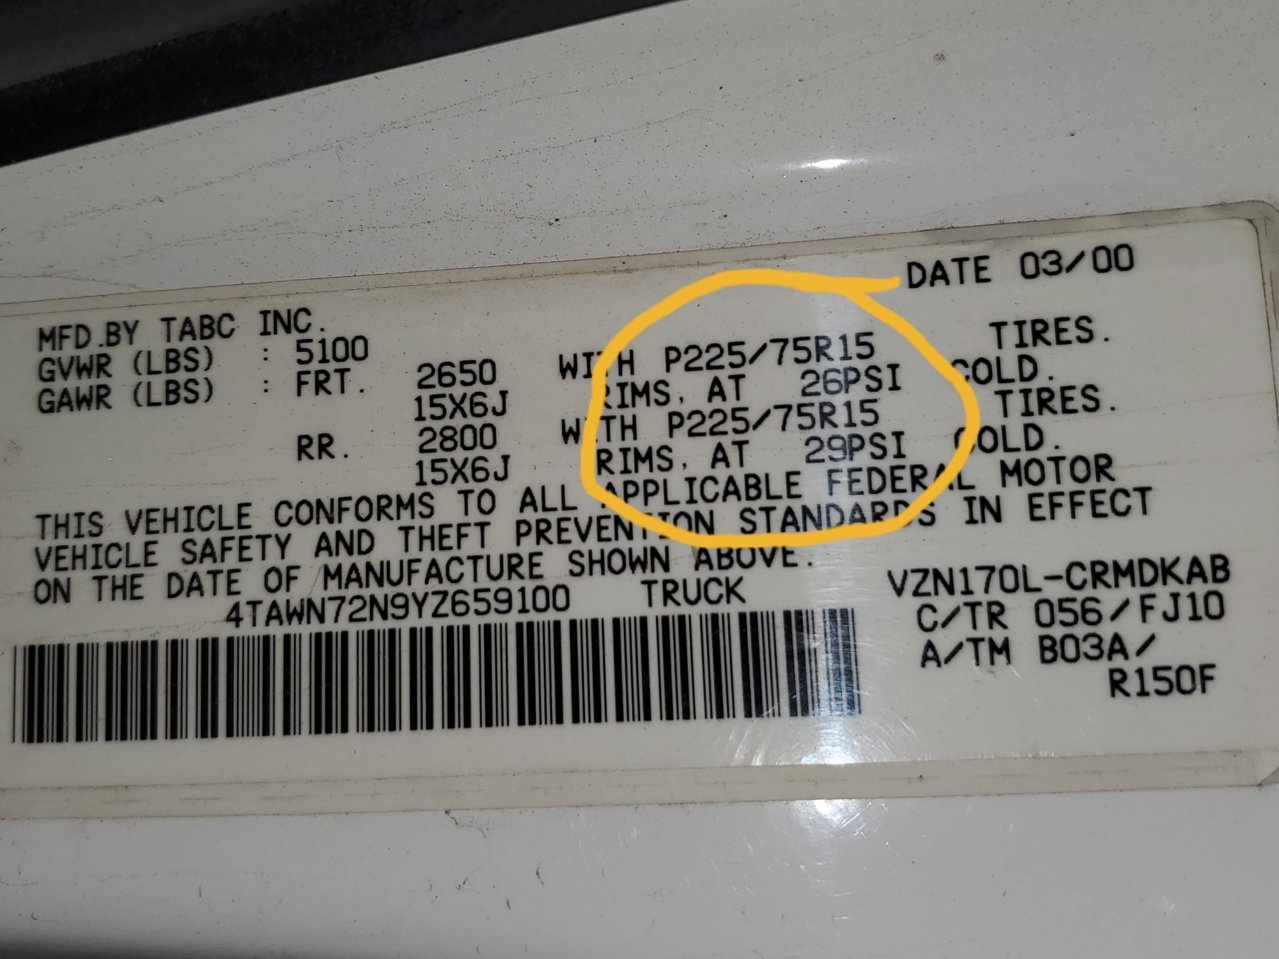 DATE 03/00
MFD.BY TABC INC.
GVWR (LBS) : 5100
GAWR (LBS) : FRT. 2650 WITH P225/75R15 TIRES.
15X6J RIMS, AT 26PSI COLD.
RR. 2800 WITH P225/75R15 TIRES.
15X6J RIMS, AT 29PSI COLD.
THIS VEHICLE CONFORMS TO ALL APPLICABLE FEDERAL MOTOR
VEHICLE SAFETY AND THEFT PREVENTION STANDARDS IN EFFECT
ON THE DATE OF MANUFACTURE SHOWN ABOVE.
4TAWN72N9YZ659100 TRUCK
VZN170L-CRMDKAB
C/TR 056/FJ10
A/TM B03A/
R150F